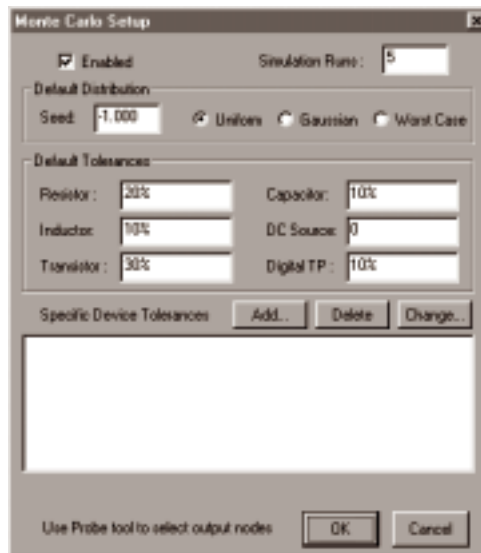 Monte Carlo Setup
Enabled
Simulation Runs: 5
Default Distribution
Seed: -1.000 Uniform Gaussian Worst Case
Default Tolerances
Resistor: 20% Capacitor: 10%
Inductor: 10% DC Source: 0
Transistor: 30% Digital TP: 10%
Specific Device Tolerances Add... Delete Change...
Use Probe tool to select output nodes OK Cancel